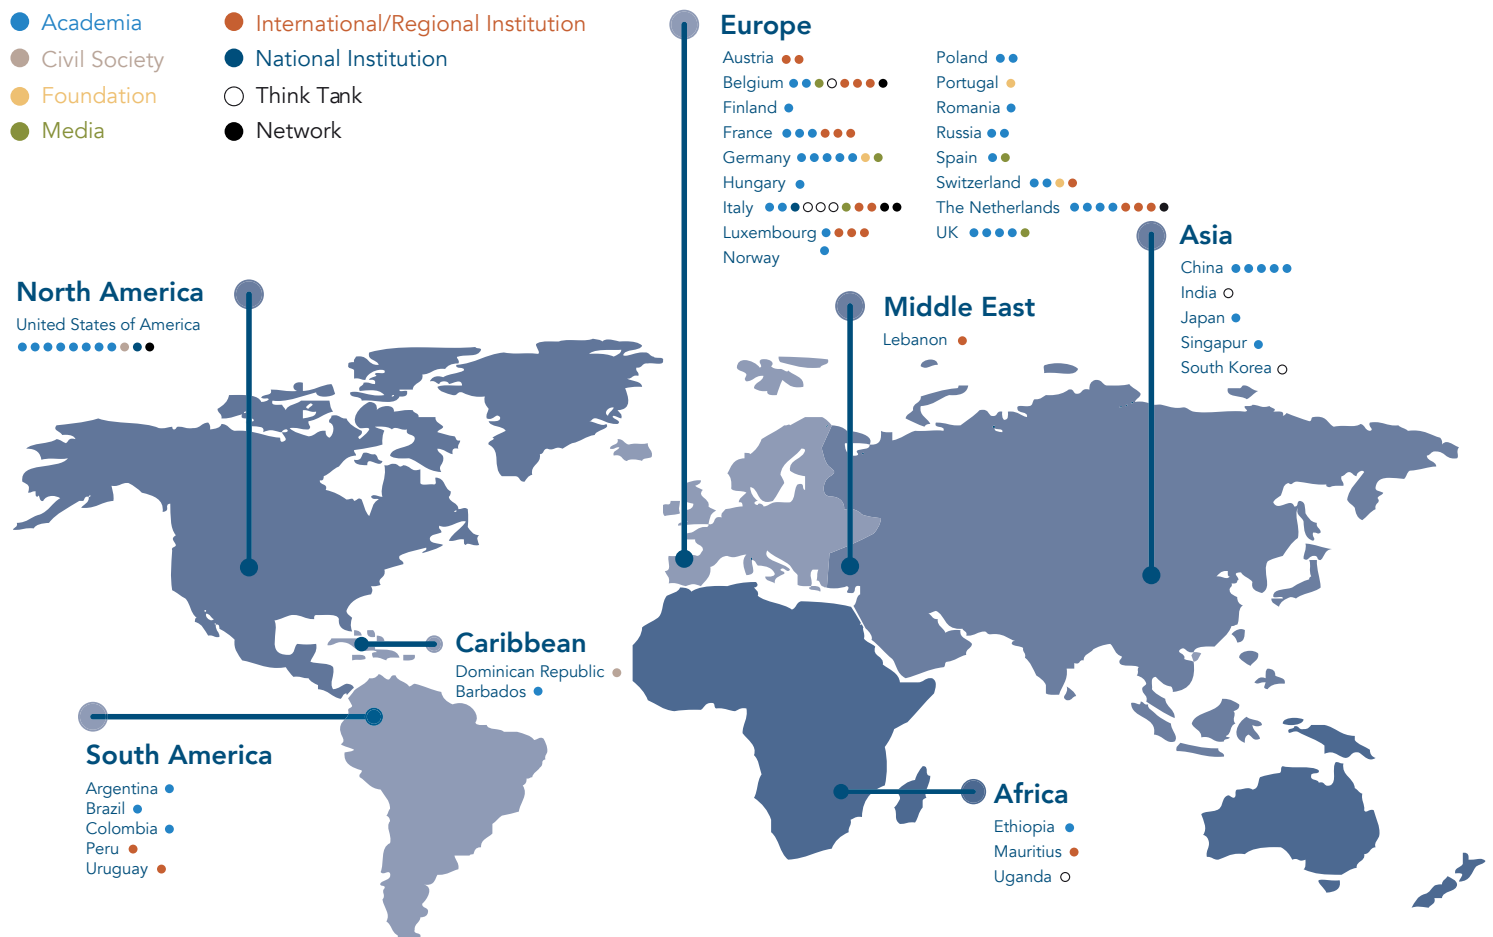 Academia
Civil Society
Foundation
Media
International/Regional Institution
National Institution
Think Tank
Network
Europe
Austria
Belgium
Finland
France
Germany
Hungary
Italy
Luxembourg
Norway
Poland
Portugal
Romania
Russia
Spain
Switzerland
The Netherlands
UK
Asia
China
India
Japan
Singapur
South Korea
North America
United States of America
Middle East
Lebanon
Caribbean
Dominican Republic
Barbados
South America
Argentina
Brazil
Colombia
Peru
Uruguay
Africa
Ethiopia
Mauritius
Uganda